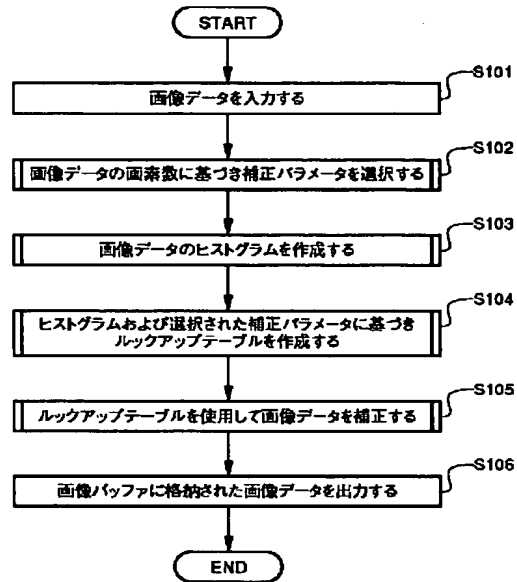 START
S101
画像データを入力する
S102
画像データの画素数に基づき補正パラメータを選択する
S103
画像データのヒストグラムを作成する
S104
ヒストグラムおよび選択された補正パラメータに基づき
ルックアップテーブルを作成する
S105
ルックアップテーブルを使用して画像データを補正する
S106
画像バッファに格納された画像データを出力する
END